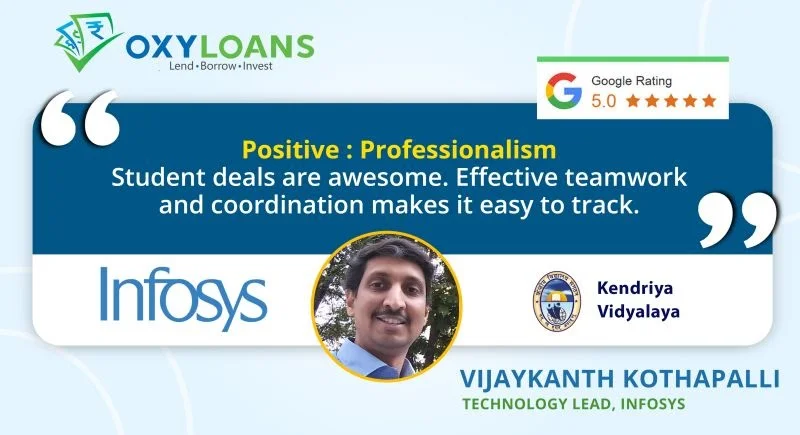 OXYLOANS
Lend•Borrow•Invest
Google Rating
5.0
Positive : Professionalism
Student deals are awesome. Effective teamwork
and coordination makes it easy to track.
Infosys
Kendriya
Vidyalaya
VIJAYKANTH KOTHAPALLI
TECHNOLOGY LEAD, INFOSYS